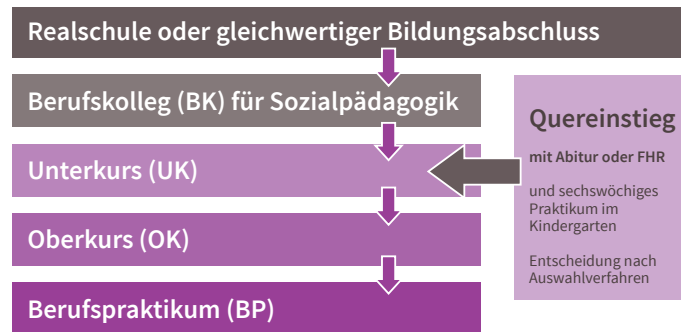 Realschule oder gleichwertiger Bildungsabschluss
Berufskolleg (BK) für Sozialpädagogik
Unterkurs (UK)
Oberkurs (OK)
Berufspraktikum (BP)
Quereinstieg
mit Abitur oder FHR
und sechswöchiges
Praktikum im
Kindergarten
Entscheidung nach
Auswahlverfahren